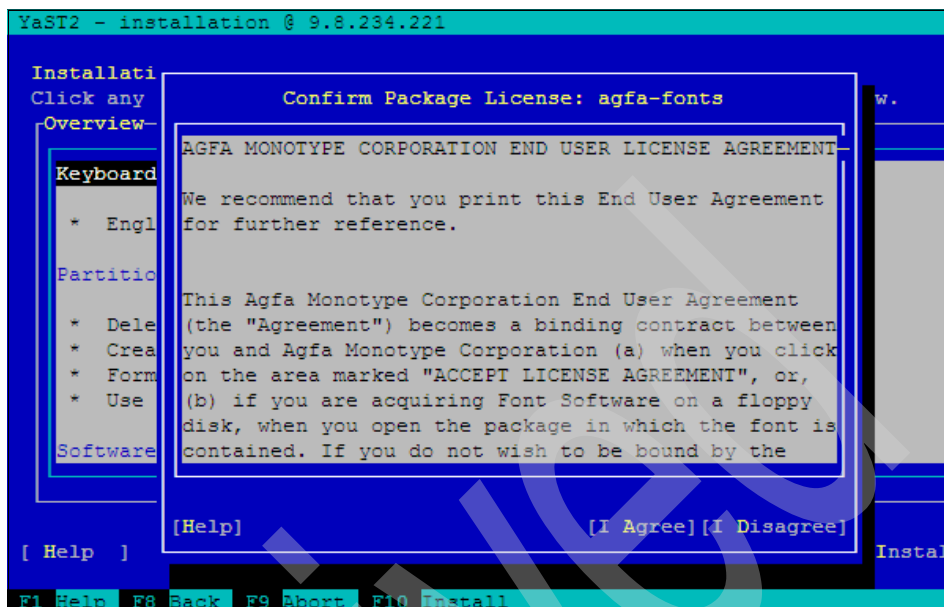 YaST2 - installation @ 9.8.234.221
Installati
Click any
w.
Overview
Confirm Package License: agfa-fonts
AGFA MONOTYPE CORPORATION END USER LICENSE AGREEMENT
Keyboard
We recommend that you print this End User Agreement
* Engl
for further reference.
Partitio
This Agfa Monotype Corporation End User Agreement
* Dele
(the "Agreement") becomes a binding contract between
* Crea
you and Agfa Monotype Corporation (a) when you click
* Form
on the area marked "ACCEPT LICENSE AGREEMENT", or,
* Use
(b) if you are acquiring Font Software on a floppy
disk, when you open the package in which the font is
Software
contained. If you do not wish to be bound by the
[Help] [I Agree][I Disagree]
[ Help ]
Instal
F1 Help F8 Back F9 Abort F10 Install